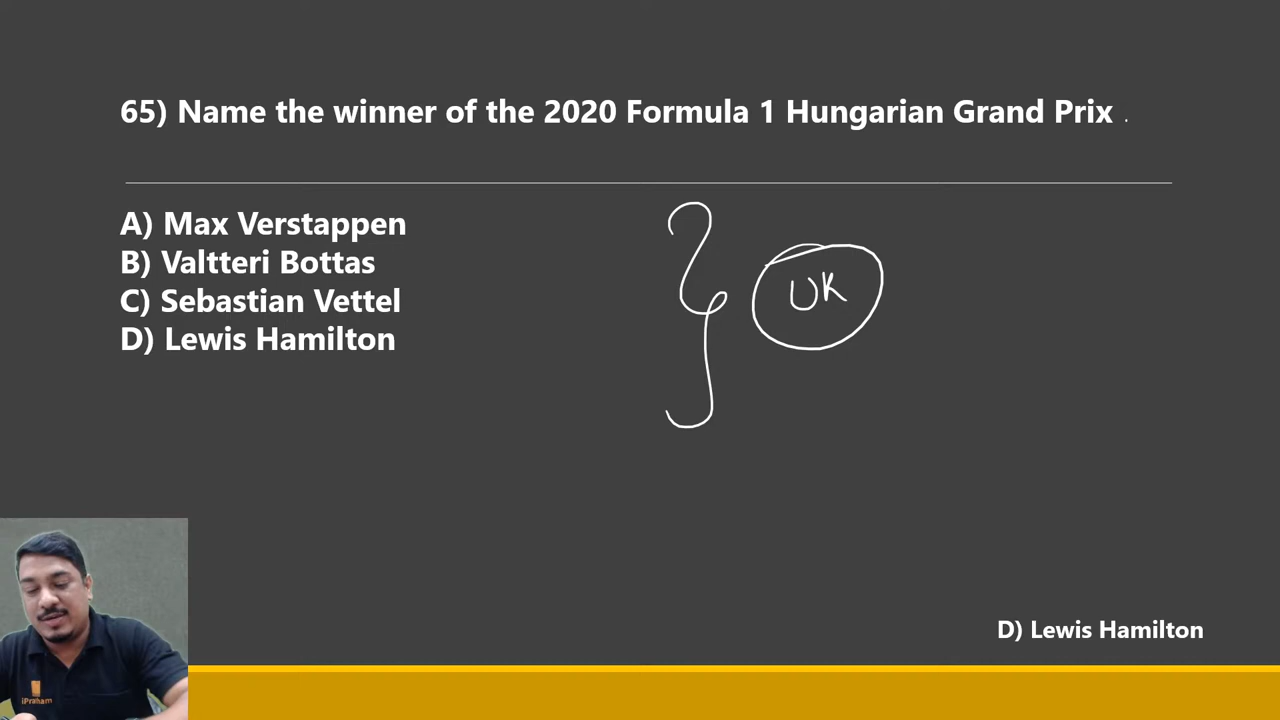 65) Name the winner of the 2020 Formula 1 Hungarian Grand Prix .
A) Max Verstappen
B) Valtteri Bottas
C) Sebastian Vettel
D) Lewis Hamilton
UK
D) Lewis Hamilton
iPraham